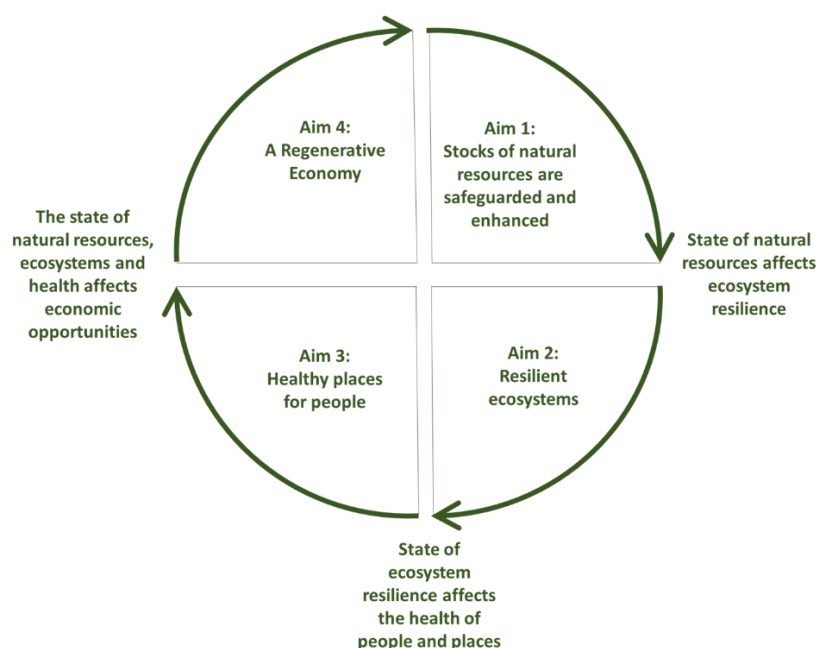 Aim 4:
A Regenerative
Economy
Aim 1:
Stocks of natural
resources are
safeguarded and
enhanced
The state of
natural resources,
ecosystems and
health affects
economic
opportunities
State of natural
resources affects
ecosystem
resilience
Aim 3:
Healthy places
for people
Aim 2:
Resilient
ecosystems
State of
ecosystem
resilience affects
the health of
people and places